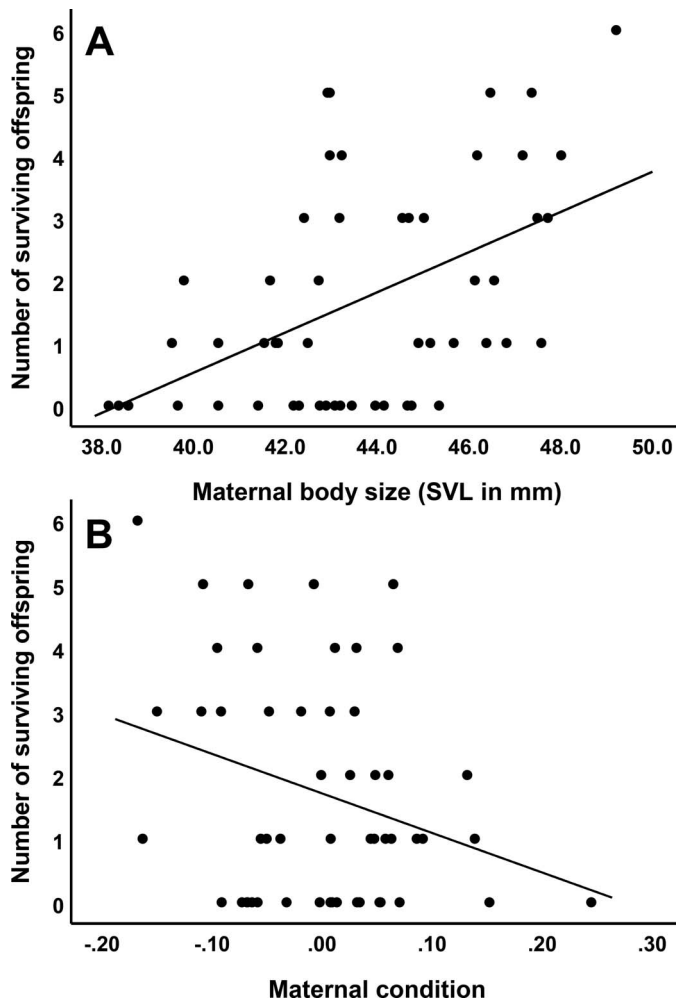 A
Number of surviving offspring
6
5
4
3
2
1
0
38.0 40.0 42.0 44.0 46.0 48.0 50.0
Maternal body size (SVL in mm)
B
Number of surviving offspring
6
5
4
3
2
1
0
-.20 -.10 .00 .10 .20 .30
Maternal condition